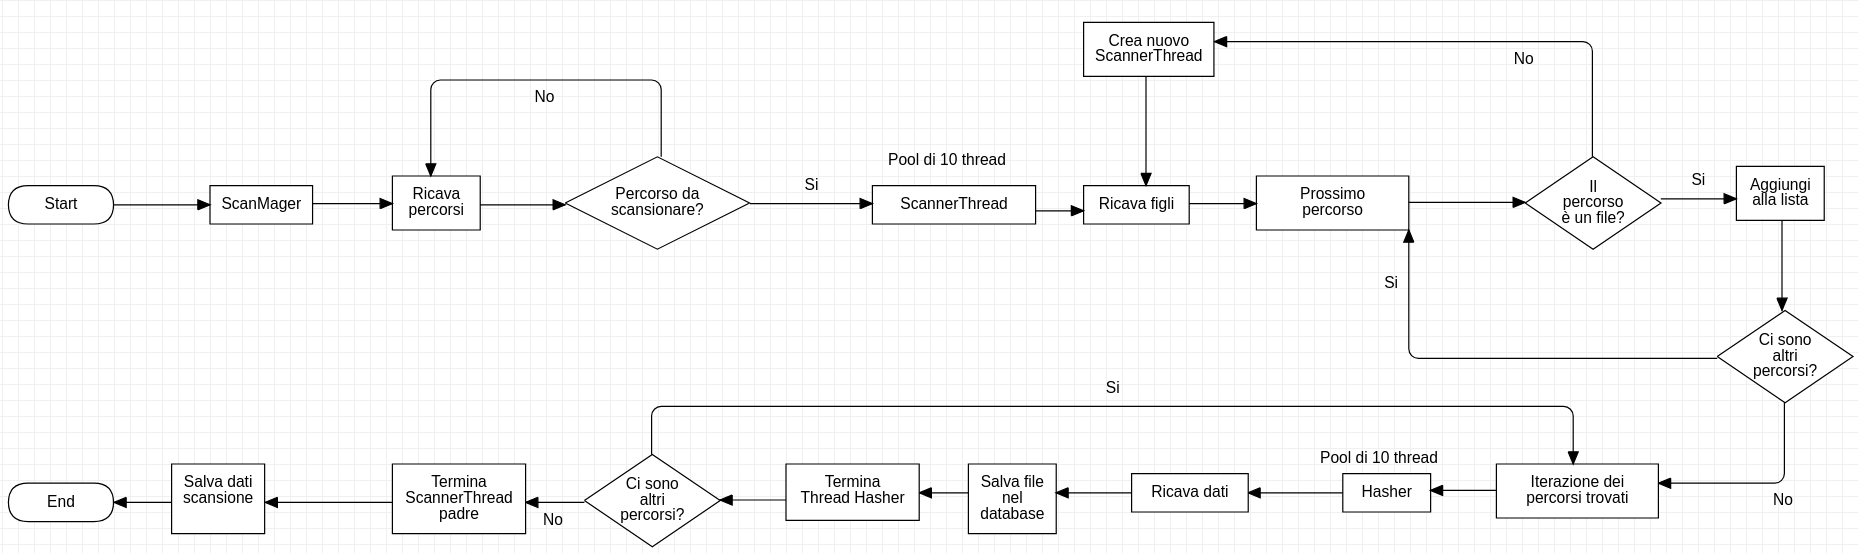 Crea nuovo
ScannerThread
No
No
Pool di 10 thread
Start
ScanMager
Ricava
percorsi
Percorso da
scansionare?
Si
ScannerThread
Ricava figli
Prossimo
percorso
Il
percorso
è un file?
Si
Aggiungi
alla lista
Si
Ci sono
altri
percorsi?
Si
No
Pool di 10 thread
Iterazione dei
percorsi trovati
Hasher
Ricava dati
Salva file
nel
database
Termina
Thread Hasher
Ci sono
altri
percorsi?
No
Termina
ScannerThread
padre
Salva dati
scansione
End